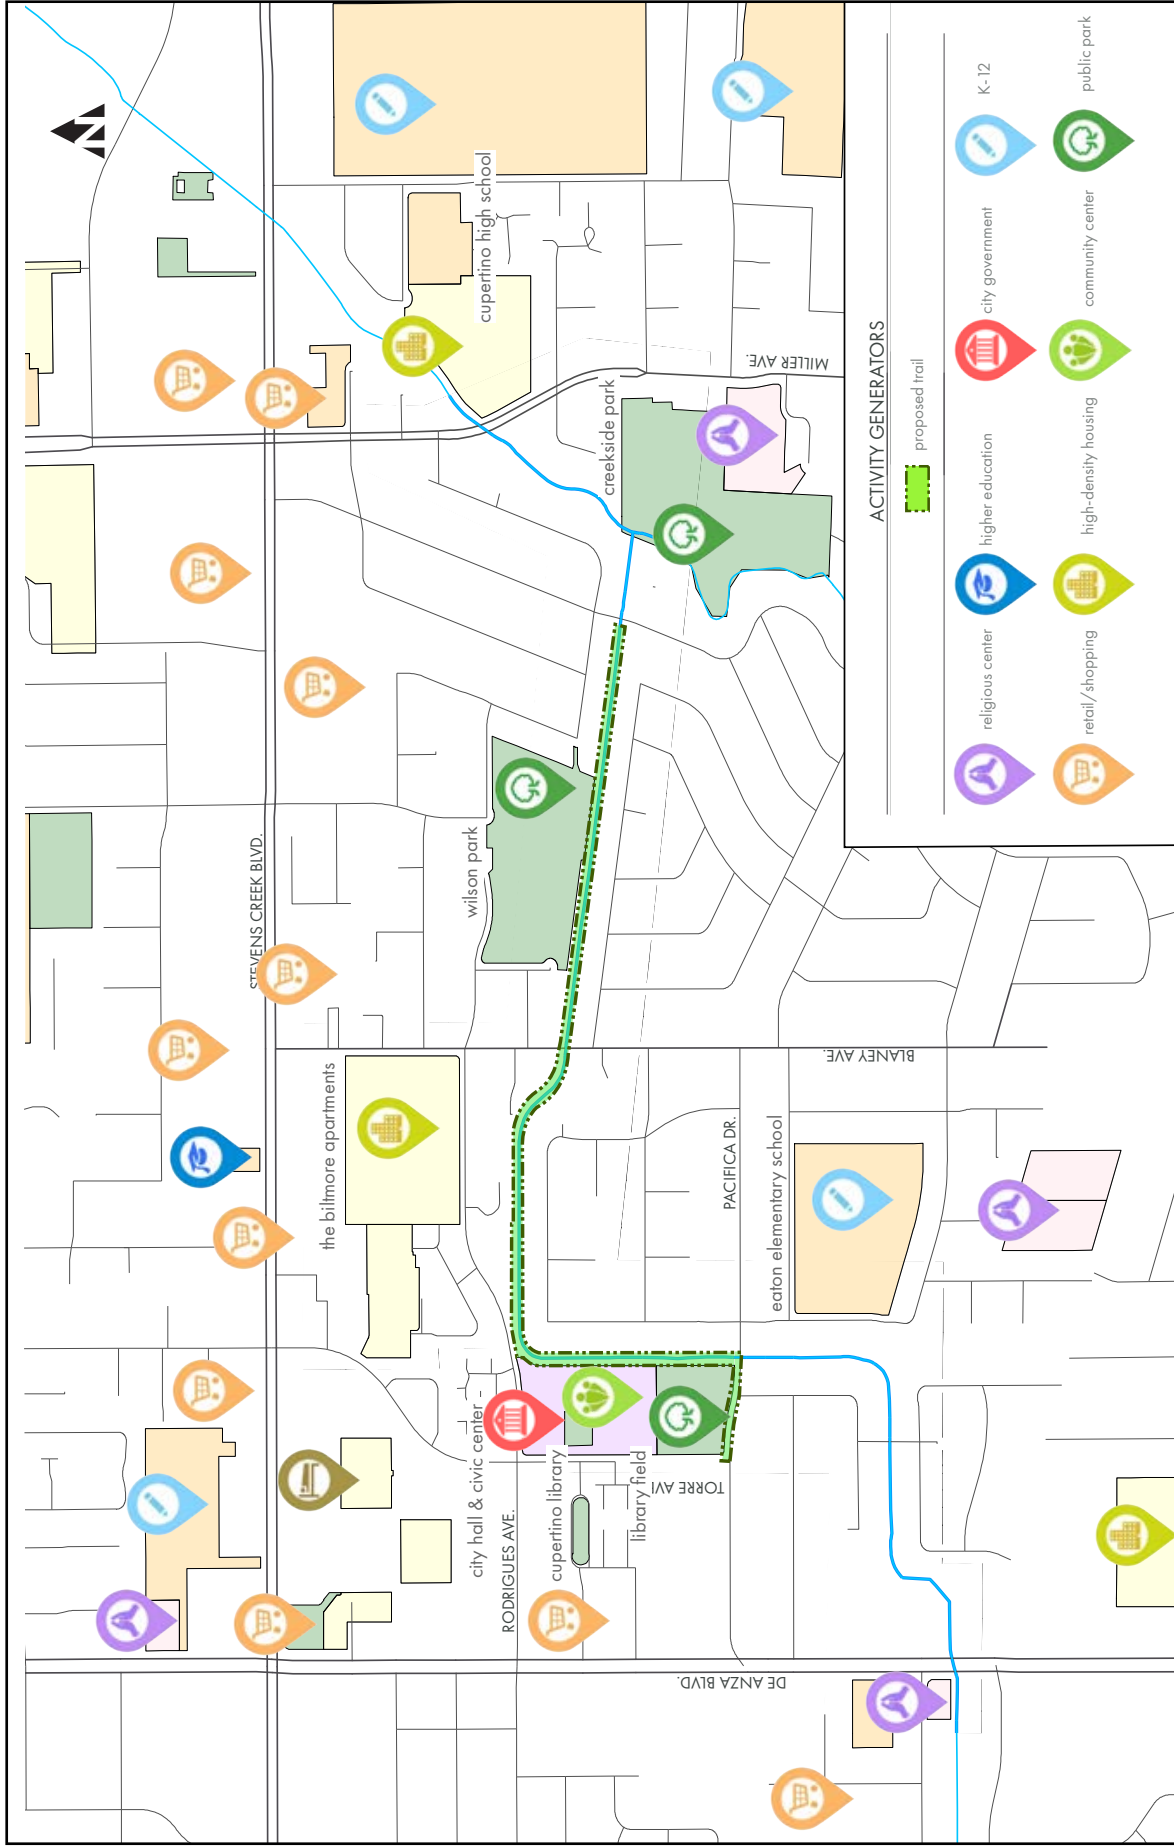 STEVENS CREEK BLVD.
cupertino high school
MILLER AVE.
creekside park
wilson park
the biltmore apartments
BLANEY AVE.
PACIFICA DR.
eaton elementary school
city hall & civic center -
cupertino library
library field
RODRIGUES AVE.
TORRE AVE
DE ANZA BLVD.
ACTIVITY GENERATORS
proposed trail
religious center
higher education
city government
K-12
retail/shopping
high-density housing
community center
public park